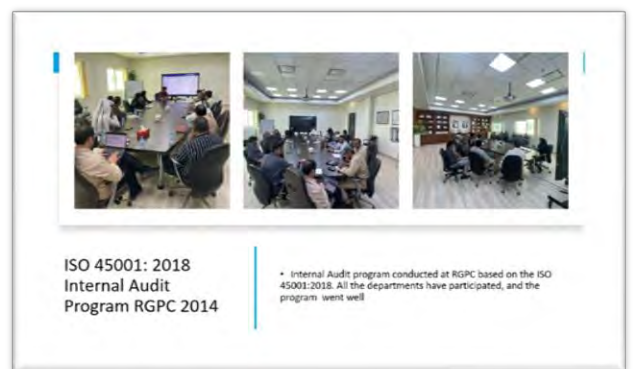 ISO 45001: 2018
Internal Audit
Program RGPC 2014
• Internal Audit program conducted at RGPC based on the ISO
45001:2018. All the departments have participated, and the
program went well